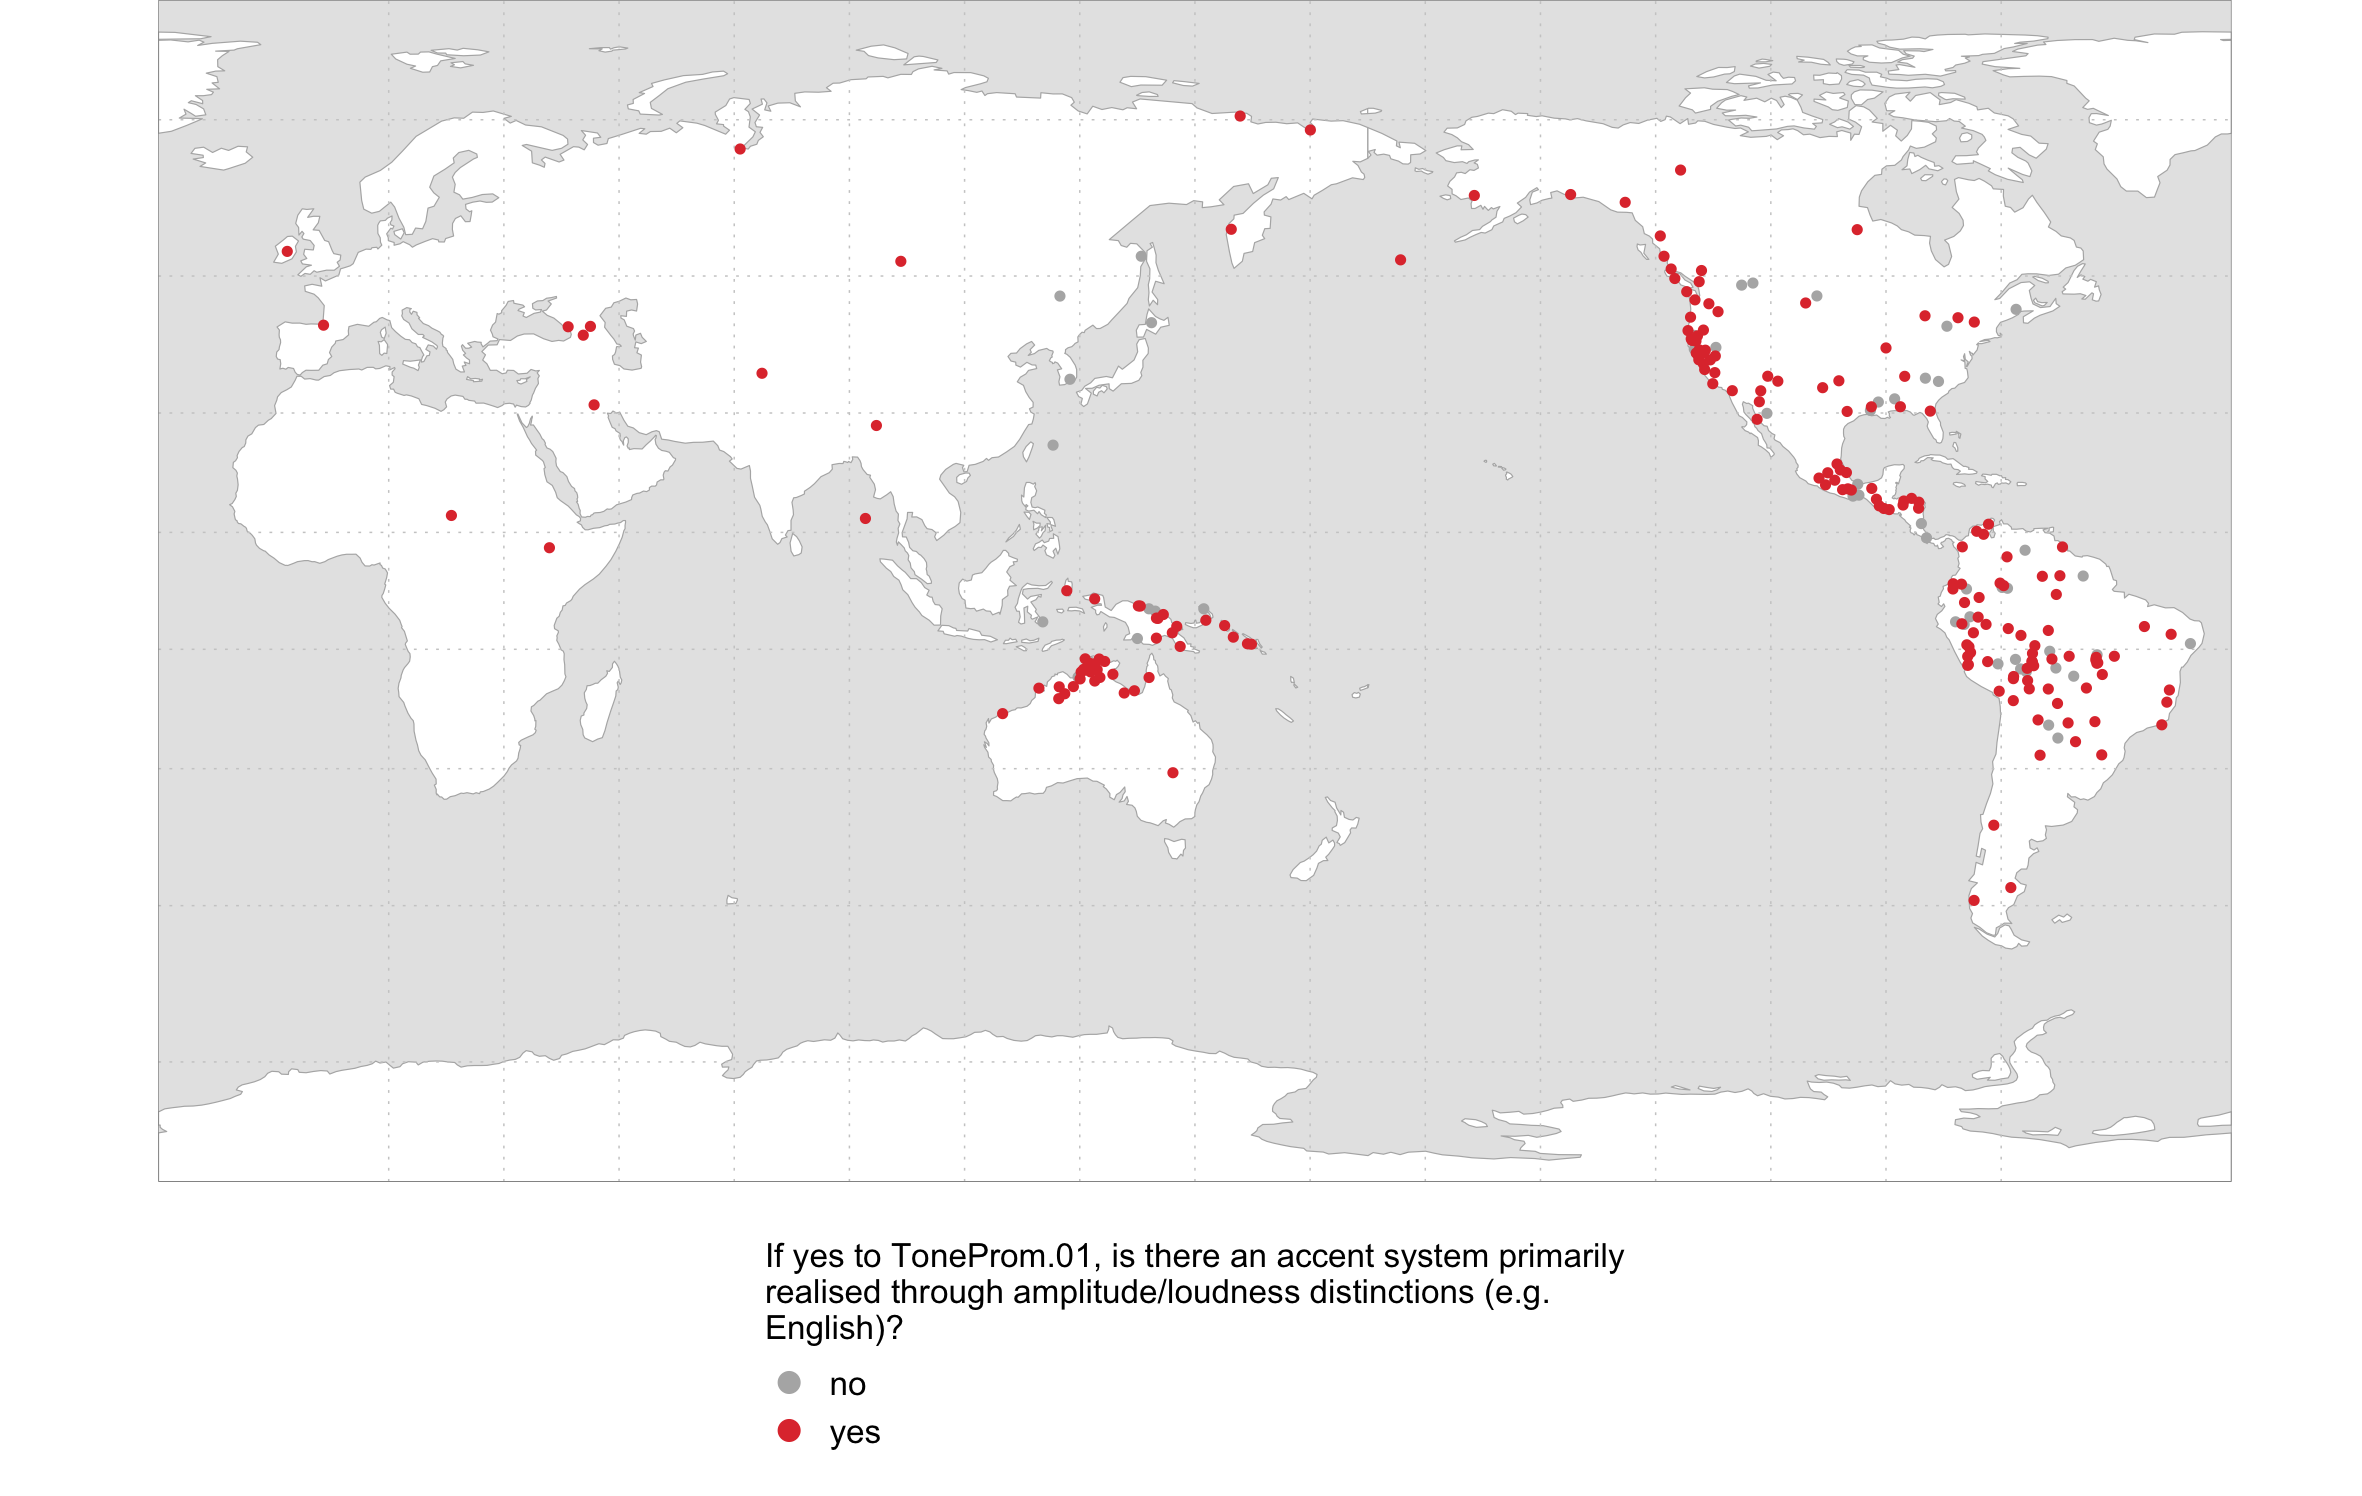 If yes to ToneProm.01, is there an accent system primarily
realised through amplitude/loudness distinctions (e.g.
English)?
no
yes